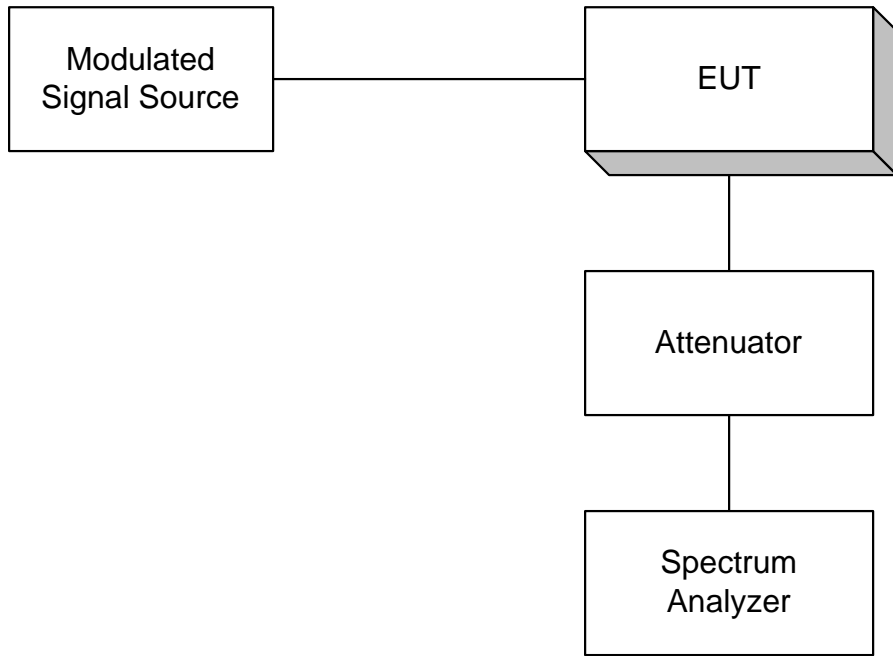 Modulated
Signal Source
EUT
Attenuator
Spectrum
Analyzer